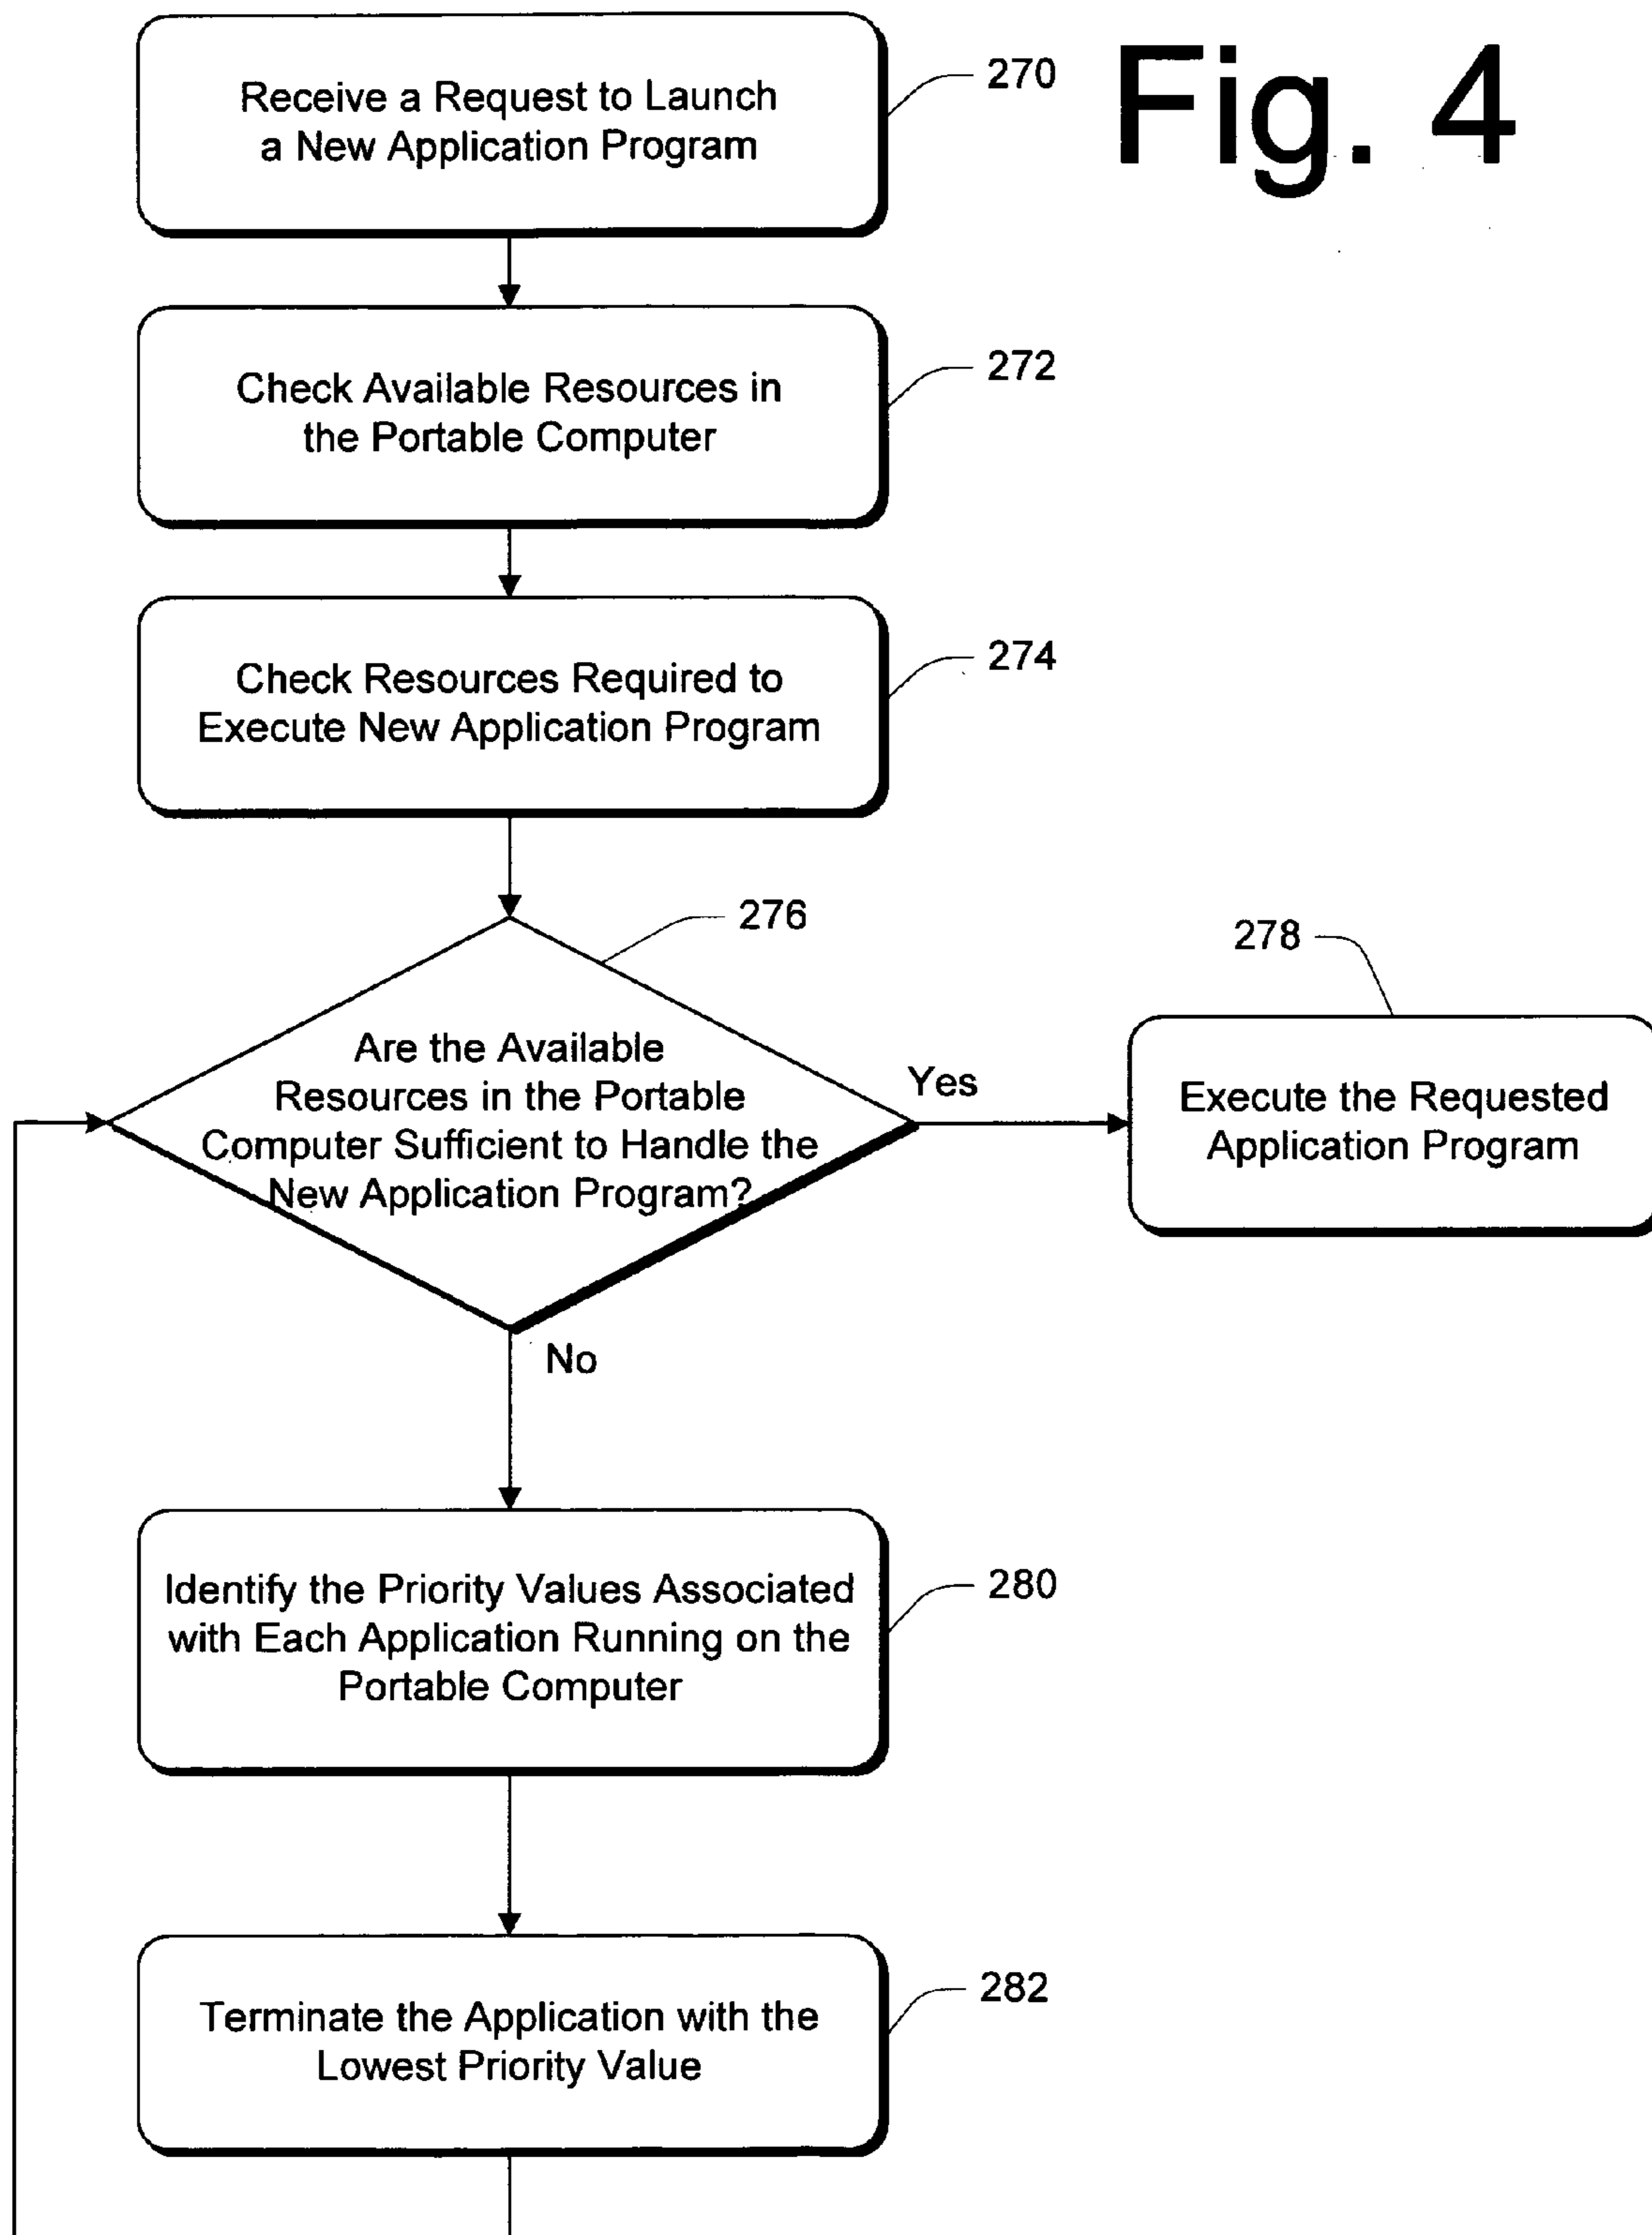 Fig. 4
Receive a Request to Launch
a New Application Program
270
Check Available Resources in
the Portable Computer
272
Check Resources Required to
Execute New Application Program
274
276
Are the Available
Resources in the Portable
Computer Sufficient to Handle the
New Application Program?
Yes
278
Execute the Requested
Application Program
No
Identify the Priority Values Associated
with Each Application Running on the
Portable Computer
280
Terminate the Application with the
Lowest Priority Value
282